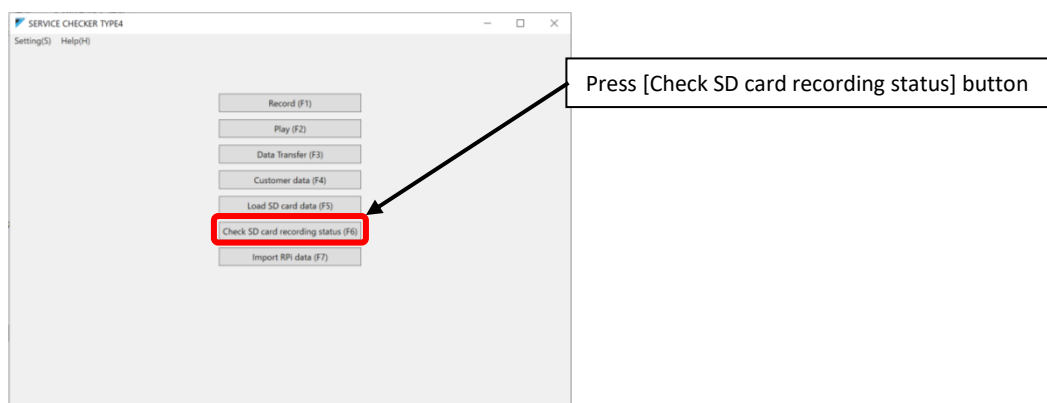 SERVICE CHECKER TYPE4
Setting(S) Help(H)
Press [Check SD card recording status] button
Record (F1)
Play (F2)
Data Transfer (F3)
Customer data (F4)
Load SD card data (F5)
Check SD card recording status (F6)
Import RPi data (F7)